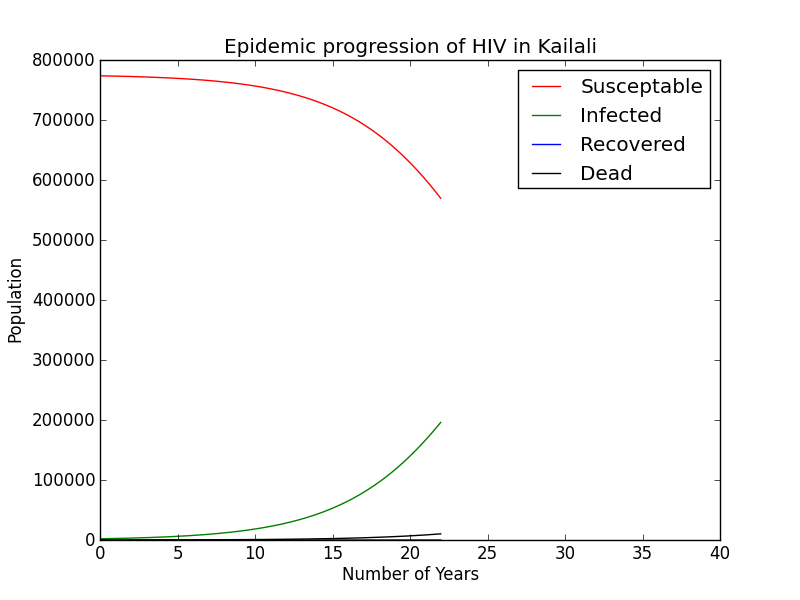 Epidemic progression of HIV in Kailali
800000
700000
600000
500000
400000
300000
200000
100000
0
Population
Susceptable
Infected
Recovered
Dead
0 5 10 15 20 25 30 35 40
Number of Years